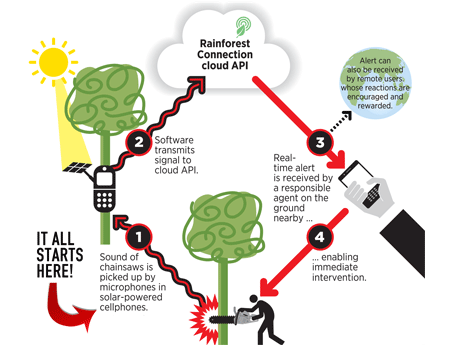 Rainforest
Connection
cloud API
Alert can
also be received
by remote users,
whose reactions are
encouraged and
rewarded.
2
Software
transmits
signal to
cloud API.
3
Real-
time alert
is received by
a responsible
agent on the
ground
nearby ...
IT ALL
STARTS
HERE!
1
Sound of
chainsaws is
picked up by
microphones in
solar-powered
cellphones.
4
... enabling
immediate
intervention.